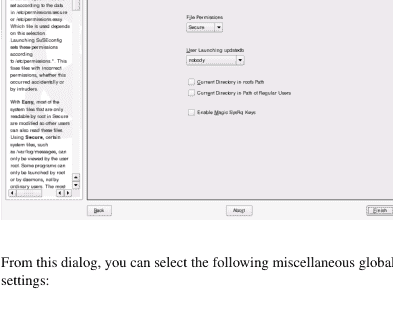 set according to the data
in /etc/permissions.secure
or /etc/permissions.easy.
Which file is used depends
on this selection.
Launching SuSEconfig
sets these permissions
according
to /etc/permissions.*. This
fixes files with incorrect
permissions, whether this
occurred accidentally or
by intruders.
With Easy, most of the
system files that are only
readable by root in Secure
are modified so other users
can also read these files.
Using Secure, certain
system files, such
as /var/log/messages, can
only be viewed by the user
root. Some programs can
only be launched by root
or by daemons, not by
ordinary users. The most
File Permissions
Secure
User Launching updatedb
nobody
Current Directory in root's Path
Current Directory in Path of Regular Users
Enable Magic SysRq Keys
Back
Abort
Finish
From this dialog, you can select the following miscellaneous global
settings: